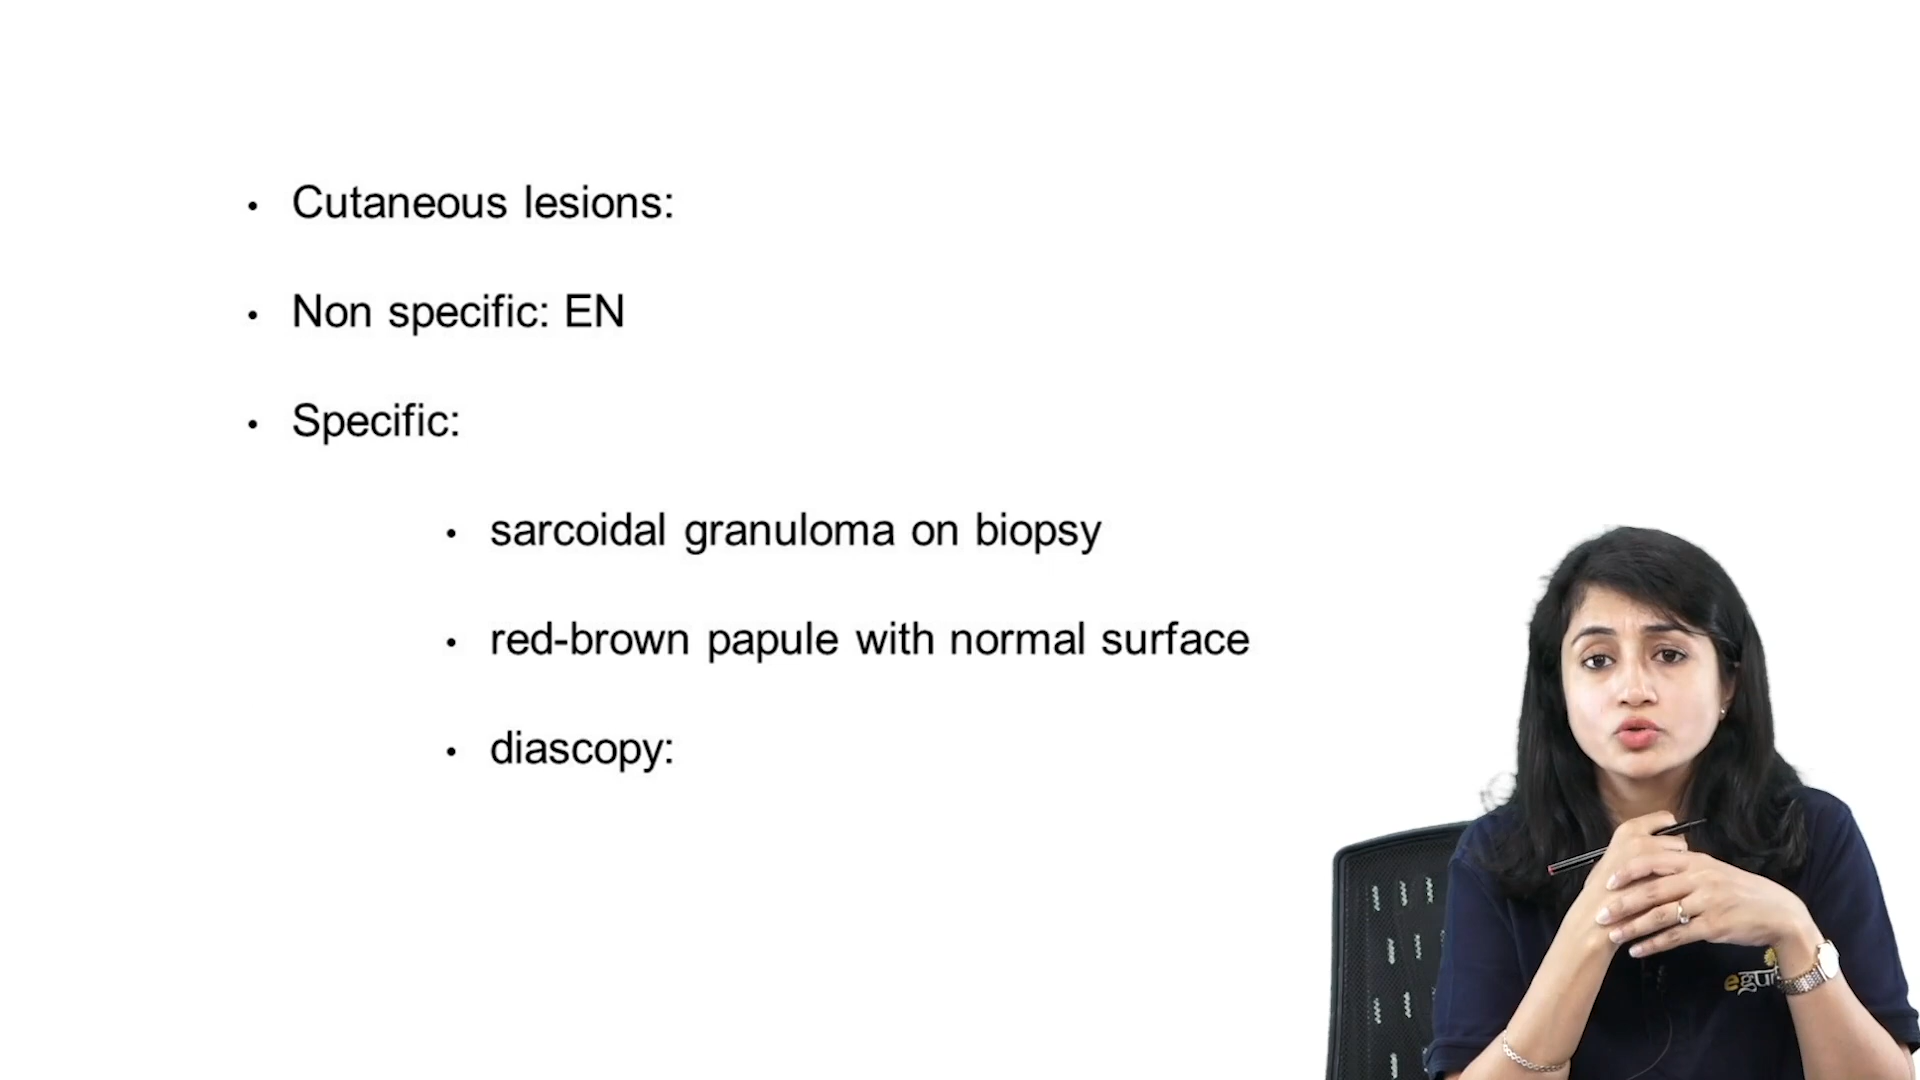 Cutaneous lesions:
Non specific: EN
Specific:
sarcoidal granuloma on biopsy
red-brown papule with normal surface
diascopy: